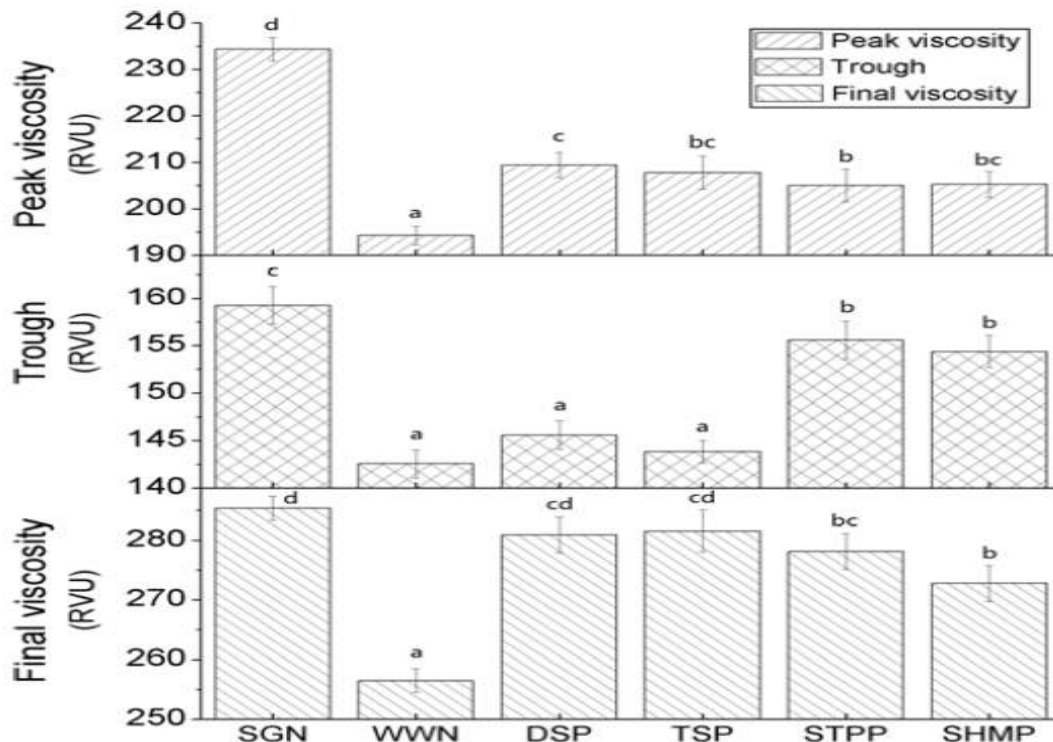 Peak viscosity
(RVU)
240
230
220
210
200
190
d
a
c
bc
b
bc
Peak viscosity
Trough
Final viscosity
Trough
(RVU)
160
155
150
145
140
c
a
a
a
b
b
Final viscosity
(RVU)
280
270
260
250
d
a
cd
cd
bc
b
SGN WWN DSP TSP STPP SHMP